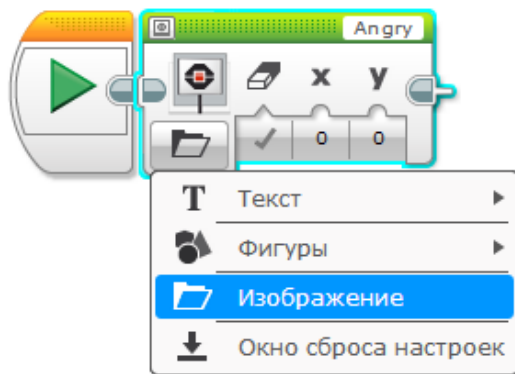 Angry
x y
0 0
T Текст
Фигуры
Изображение
Окно сброса настроек